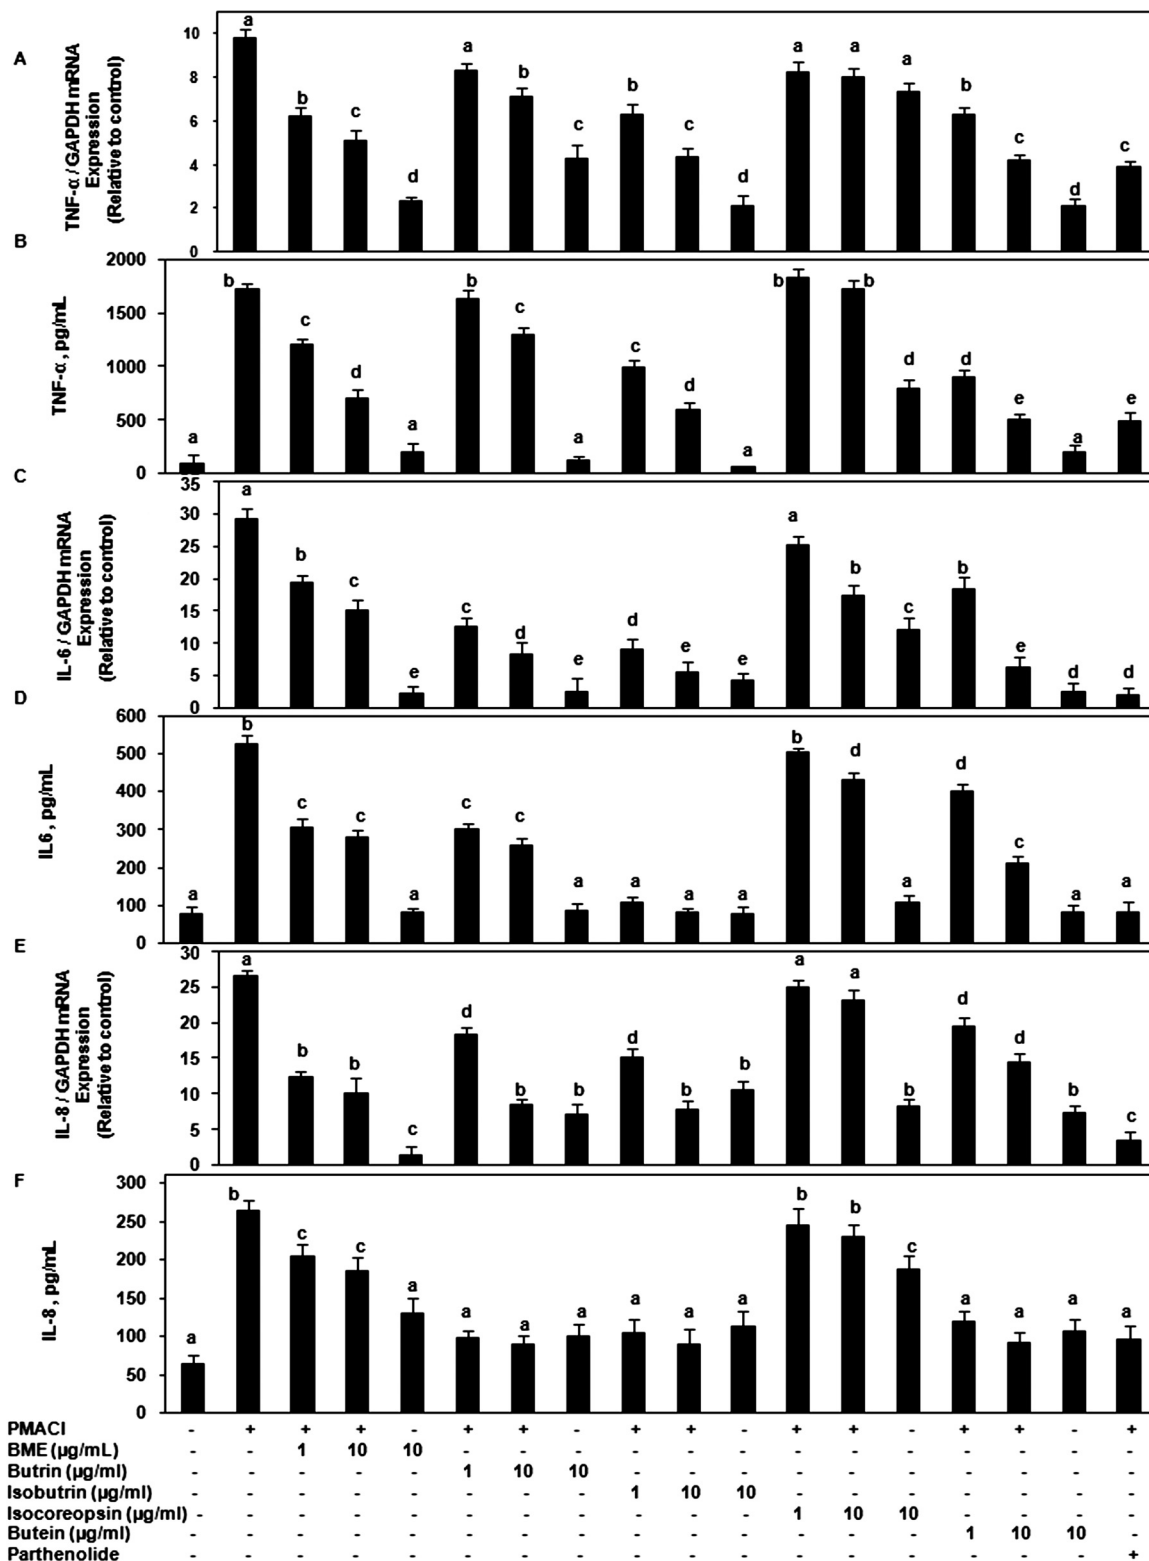 A
TNF-α / GAPDH mRNA
Expression
(Relative to control)
10
8
6
4
2
0
a b c d a b c b c d a a a b c d c
B
TNF-α , pg/mL
2000
1500
1000
500
0
a b c d a b c a c d a b b d d e a e
C
IL-6 / GAPDH mRNA
Expression
(Relative to control)
35
30
25
20
15
10
5
0
a b c e c d e d e e a b c b e d d
D
IL6 , pg/mL
600
500
400
300
200
100
0
a b c c a c c a a a a b d a d c a a
E
IL-8 / GAPDH mRNA
Expression
(Relative to control)
30
25
20
15
10
5
0
a b b c d b b d b b a a b d d b c
F
IL-8 , pg/mL
300
250
200
150
100
50
0
a b c c a a a a a a a b b c a a a a
PMACI - + + + - + + - + + - + + - + + - +
BME (µg/mL) - - 1 10 10 - - - - - - - - - - - - -
Butrin (µg/ml) - - - - - 1 10 10 - - - - - - - - - -
Isobutrin (µg/ml) - - - - - - - - 1 10 10 - - - - - - -
Isocoreopsin (µg/ml) - - - - - - - - - - - 1 10 10 - - - -
Butein (µg/ml) - - - - - - - - - - - - - - 1 10 10 -
Parthenolide - - - - - - - - - - - - - - - - - +